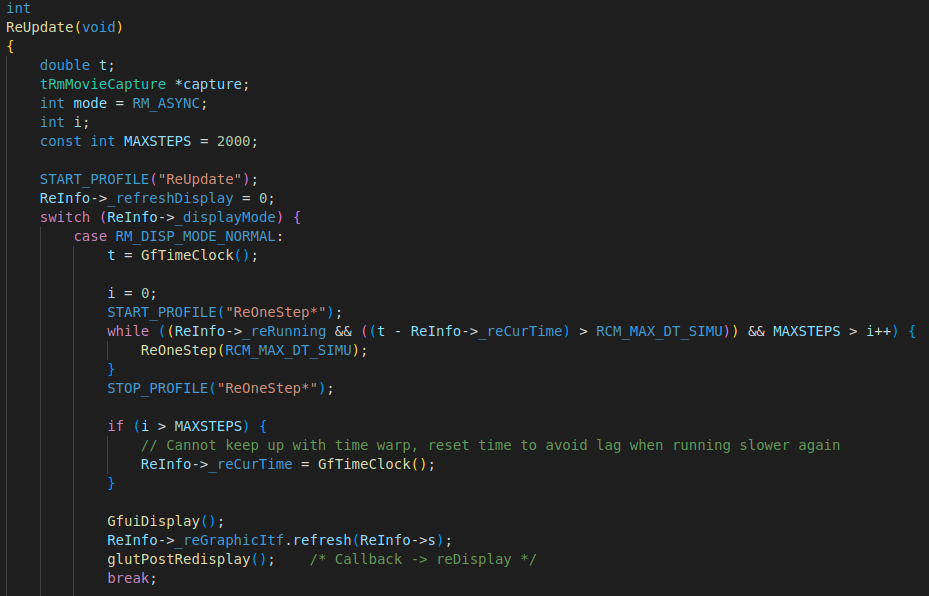 int
ReUpdate(void)
{
    double t;
    tRmMovieCapture *capture;
    int mode = RM_ASYNC;
    int i;
    const int MAXSTEPS = 2000;

    START_PROFILE("ReUpdate");
    ReInfo->_refreshDisplay = 0;
    switch (ReInfo->_displayMode) {
        case RM_DISP_MODE_NORMAL:
            t = GfTimeClock();

            i = 0;
            START_PROFILE("ReOneStep*");
            while ((ReInfo->_reRunning && ((t - ReInfo->_reCurTime) > RCM_MAX_DT_SIMU)) && MAXSTEPS > i++) {
                ReOneStep(RCM_MAX_DT_SIMU);
            }
            STOP_PROFILE("ReOneStep*");

            if (i > MAXSTEPS) {
                // Cannot keep up with time warp, reset time to avoid lag when running slower again
                ReInfo->_reCurTime = GfTimeClock();
            }

            GfuiDisplay();
            ReInfo->_reGraphicItf.refresh(ReInfo->s);
            glutPostRedisplay();    /* Callback -> reDisplay */
            break;